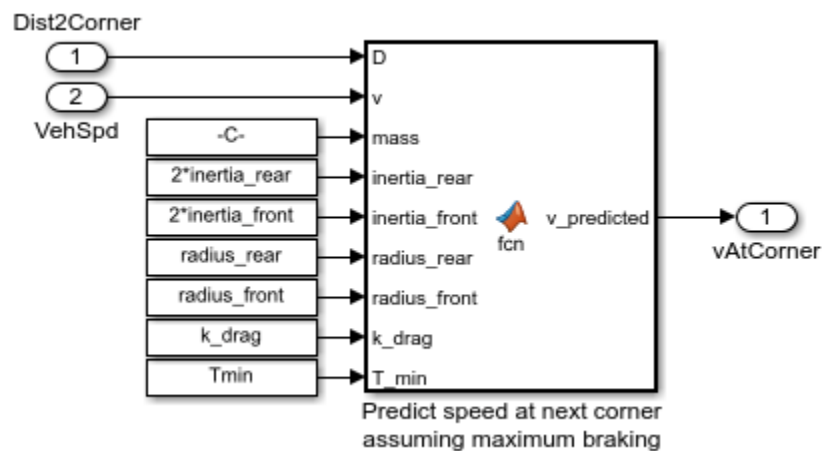 Dist2Corner
1
D
2
v
VehSpd
-C-
mass
2*inertia_rear
inertia_rear
2*inertia_front
inertia_front
fcn
v_predicted
1
vAtCorner
radius_rear
radius_rear
radius_front
radius_front
k_drag
k_drag
Tmin
T_min
Predict speed at next corner
assuming maximum braking